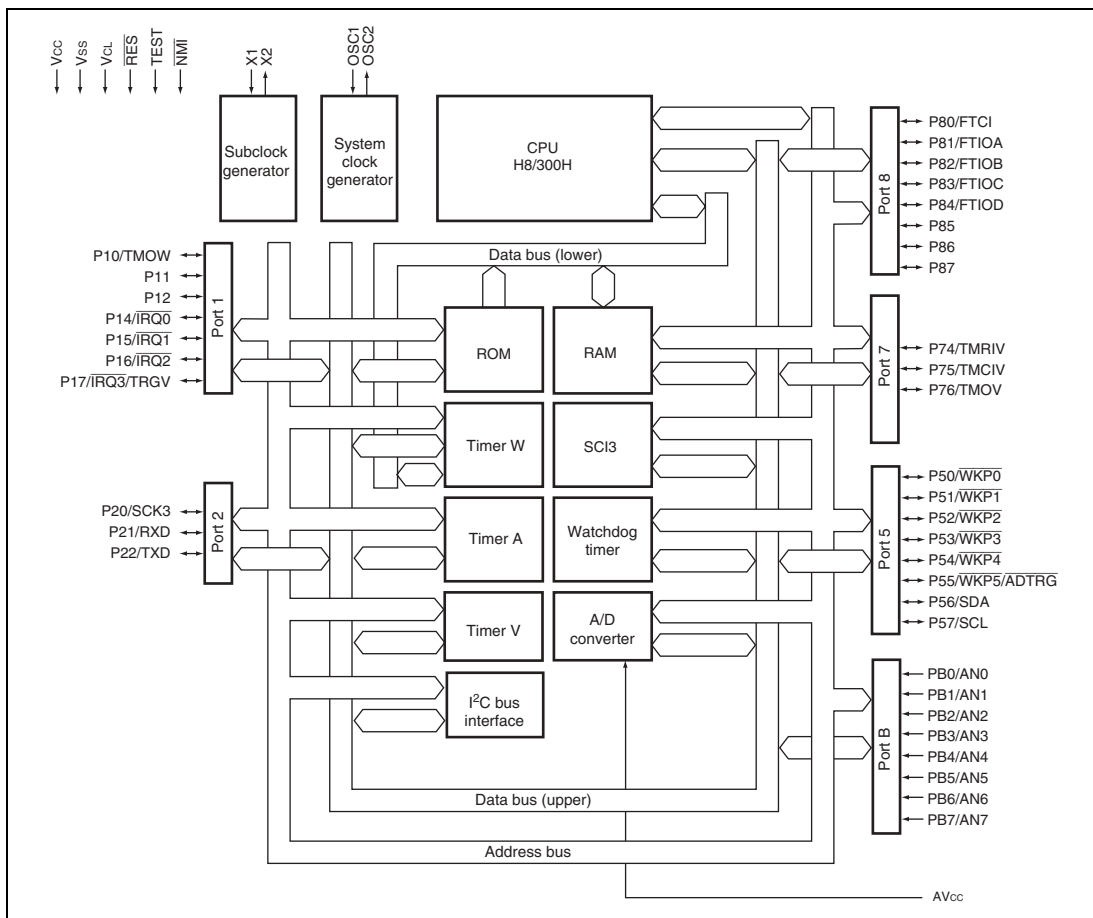 Vcc
Vss
VCL
RES
TEST
NMI
X1
X2
OSC1
OSC2
Subclock
generator
System
clock
generator
CPU
H8/300H
Port 8
P80/FTCI
P81/FTIOA
P82/FTIOB
P83/FTIOC
P84/FTIOD
P85
P86
P87
Data bus (lower)
P10/TMOW
P11
P12
P14/IRQ0
P15/IRQ1
P16/IRQ2
P17/IRQ3/TRGV
Port 1
ROM
RAM
Port 7
P74/TMRIV
P75/TMCIV
P76/TMOV
Timer W
SCI3
P20/SCK3
P21/RXD
P22/TXD
Port 2
Timer A
Watchdog
timer
Port 5
P50/WKP0
P51/WKP1
P52/WKP2
P53/WKP3
P54/WKP4
P55/WKP5/ADTRG
P56/SDA
P57/SCL
Timer V
A/D
converter
I²C bus
interface
Port B
PB0/AN0
PB1/AN1
PB2/AN2
PB3/AN3
PB4/AN4
PB5/AN5
PB6/AN6
PB7/AN7
Data bus (upper)
Address bus
AVcc